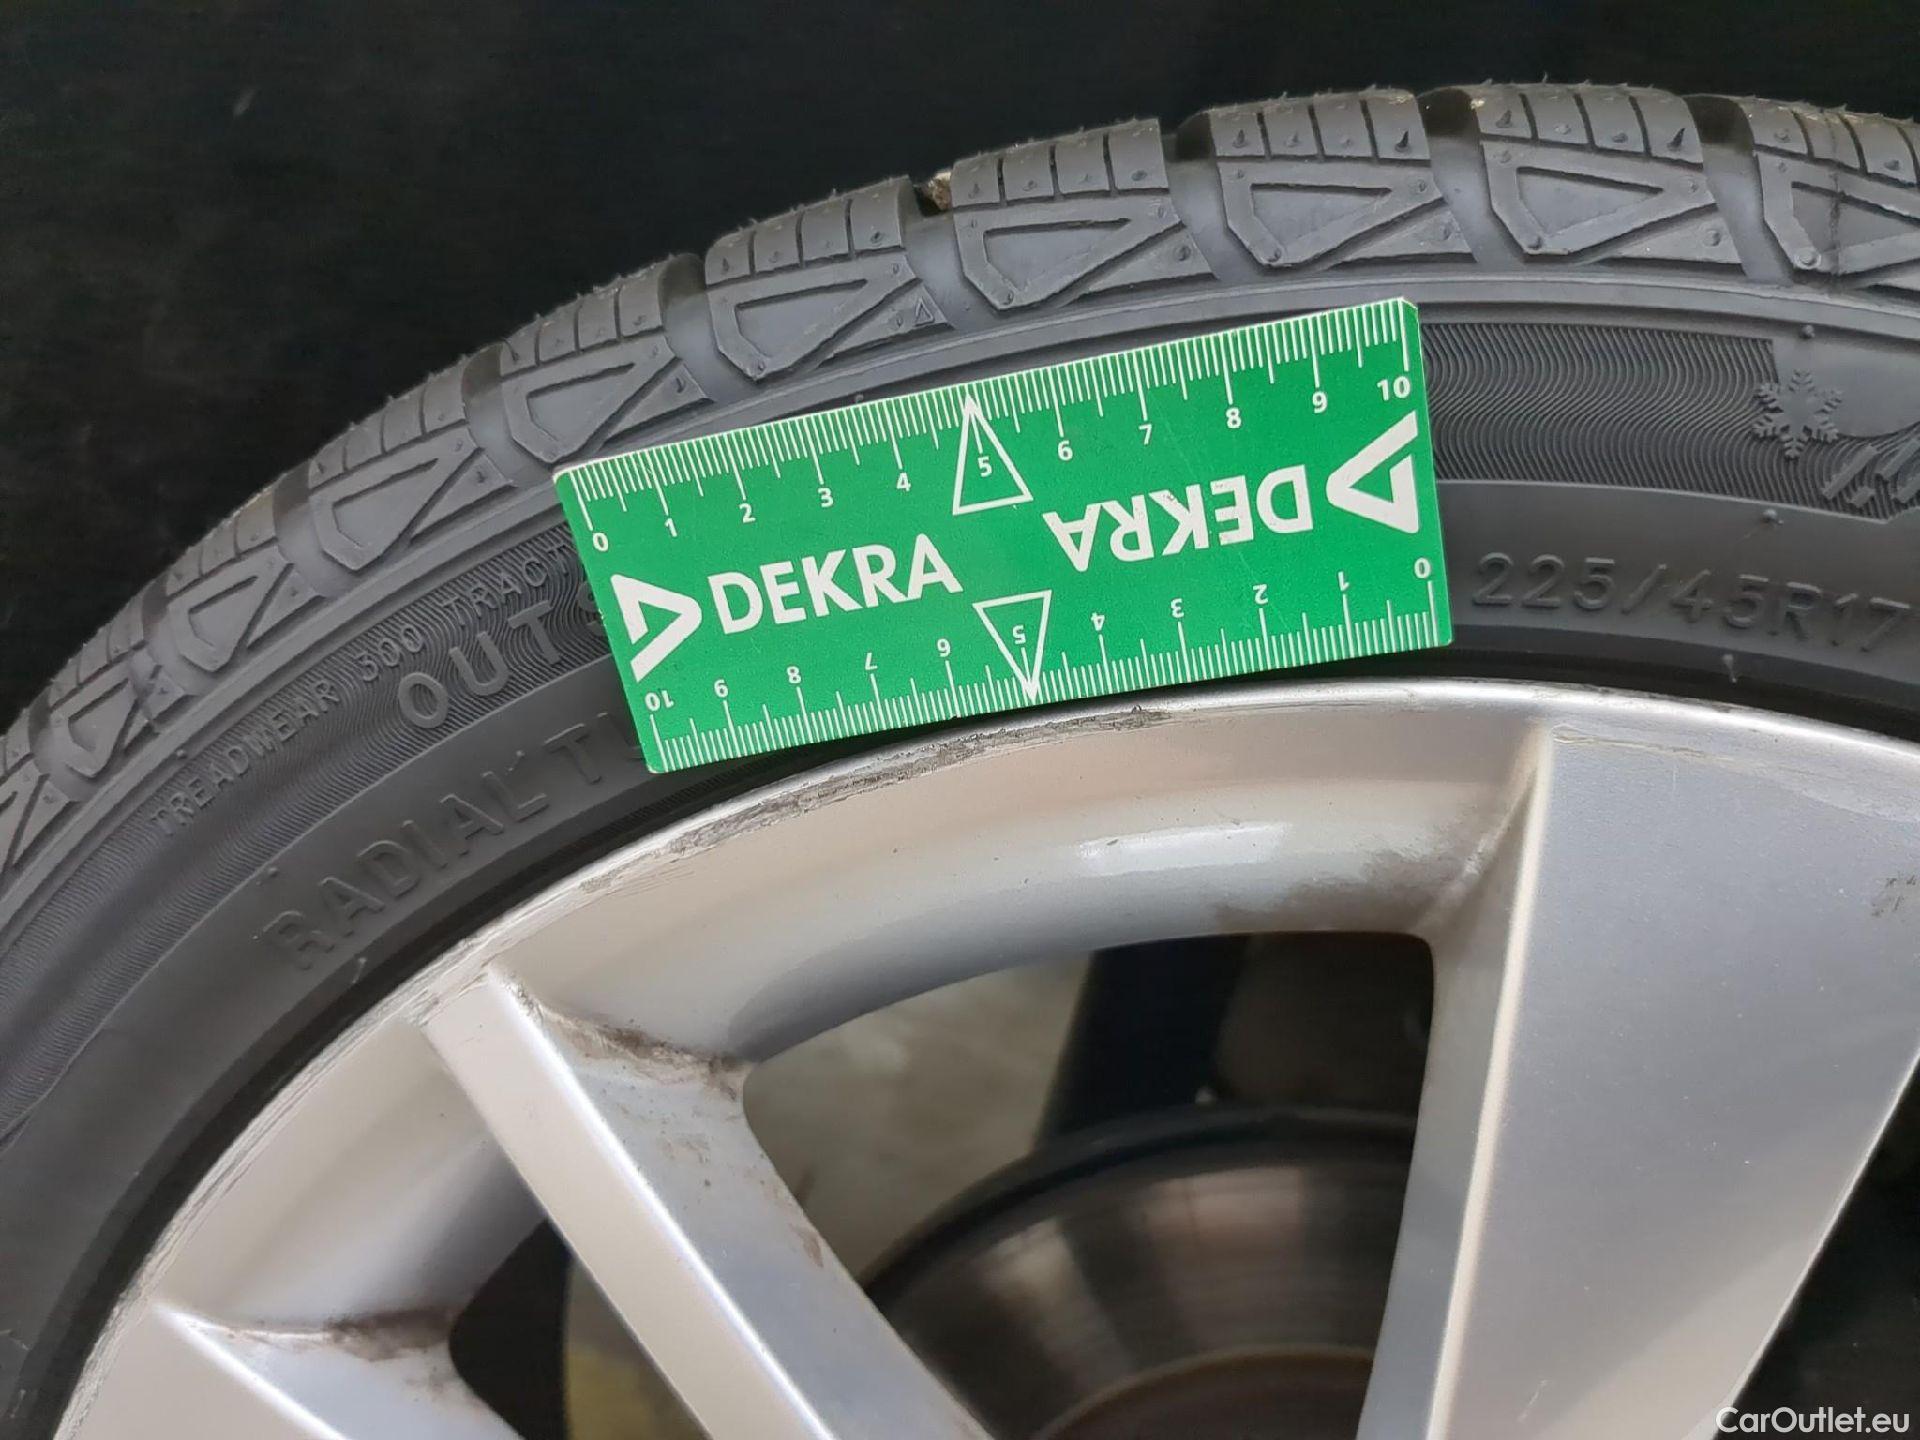 0 1 2 3 4 5 6 7 8 9 10
DEKRA
DEKRA
10 9 8 7 6 5 4 3 2 1 0
TREADWEAR 300 TRACT
OUTS
RADIAL TU
225/45R17
CarOutlet.eu